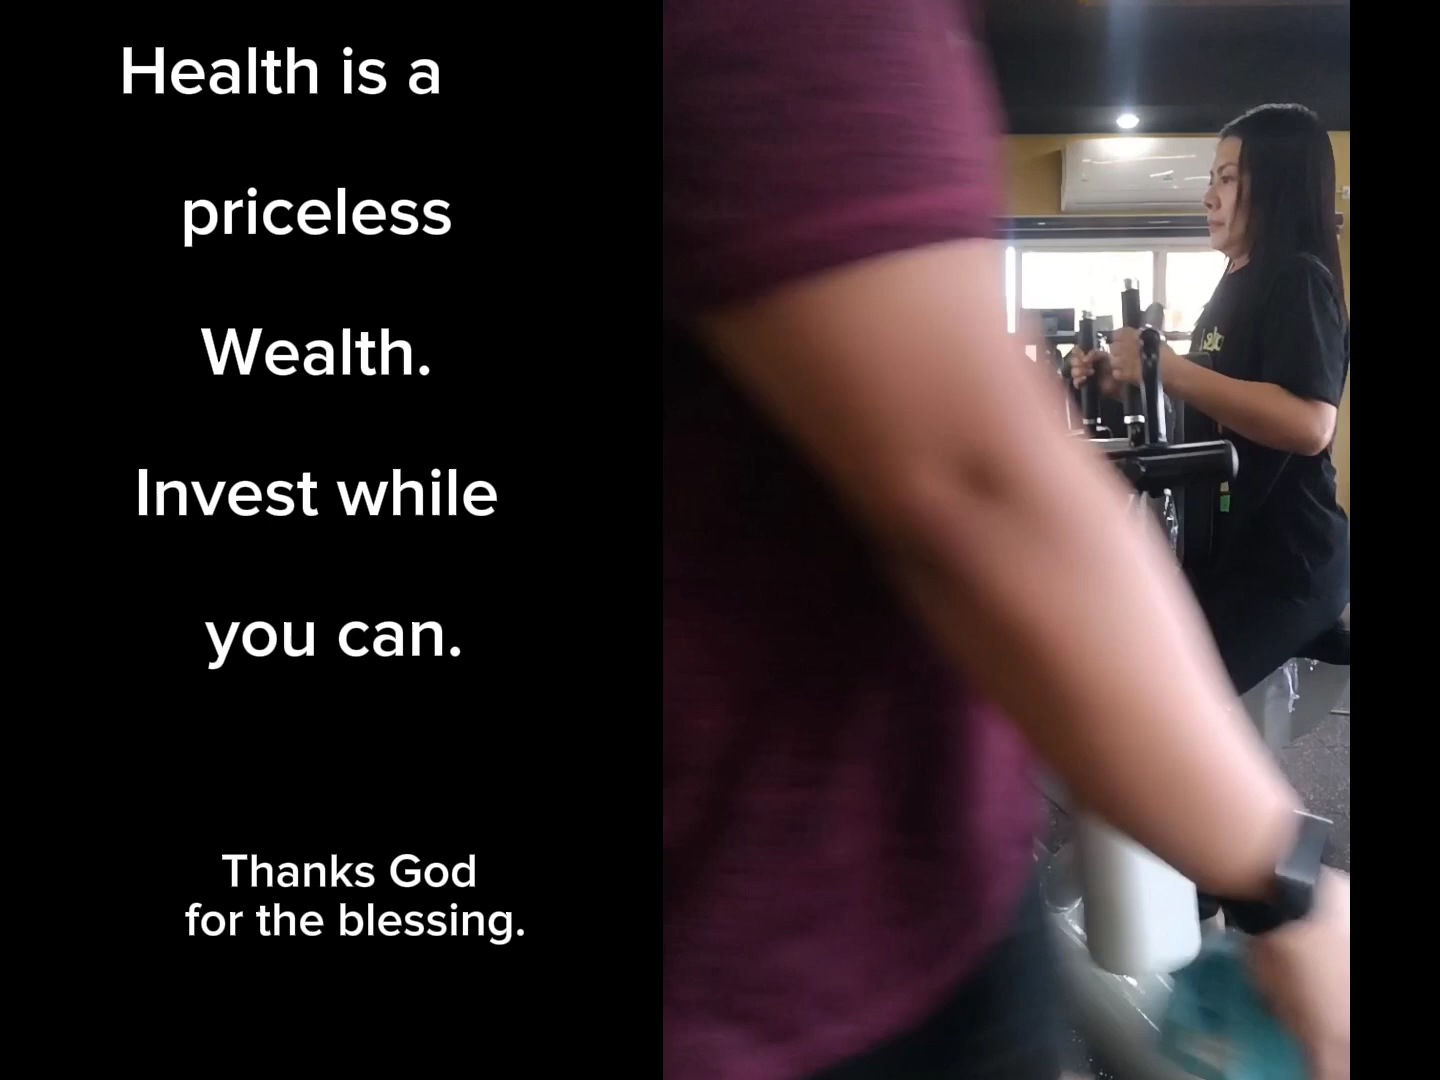 Health is a
priceless
Wealth.
Invest while
you can.
Thanks God
for the blessing.